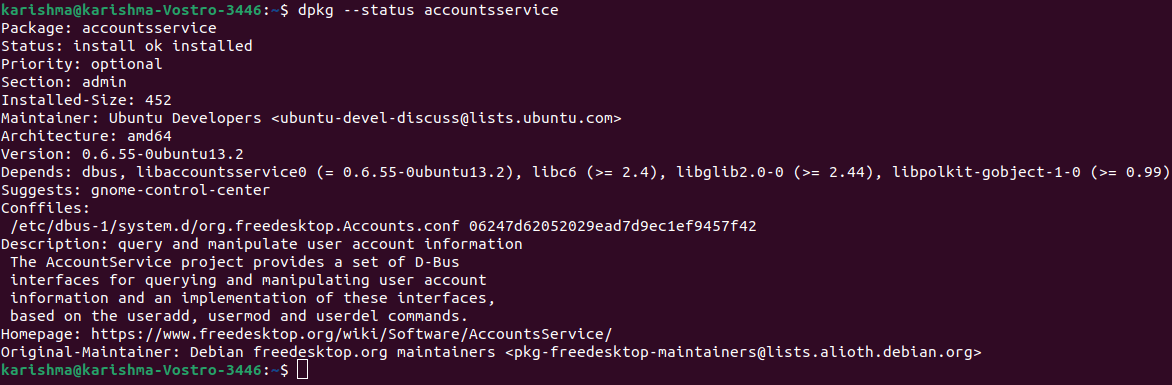 karishma@karishma-Vostro-3446:~$ dpkg --status accountsservice
Package: accountsservice
Status: install ok installed
Priority: optional
Section: admin
Installed-Size: 452
Maintainer: Ubuntu Developers <ubuntu-devel-discuss@lists.ubuntu.com>
Architecture: amd64
Version: 0.6.55-0ubuntu13.2
Depends: dbus, libaccountsservice0 (= 0.6.55-0ubuntu13.2), libc6 (>= 2.4), libglib2.0-0 (>= 2.44), libpolkit-gobject-1-0 (>= 0.99)
Suggests: gnome-control-center
Conffiles:
 /etc/dbus-1/system.d/org.freedesktop.Accounts.conf 06247d62052029ead7d9ec1ef9457f42
Description: query and manipulate user account information
 The AccountService project provides a set of D-Bus
 interfaces for querying and manipulating user account
 information and an implementation of these interfaces,
 based on the useradd, usermod and userdel commands.
Homepage: https://www.freedesktop.org/wiki/Software/AccountsService/
Original-Maintainer: Debian freedesktop.org maintainers <pkg-freedesktop-maintainers@lists.alioth.debian.org>
karishma@karishma-Vostro-3446:~$